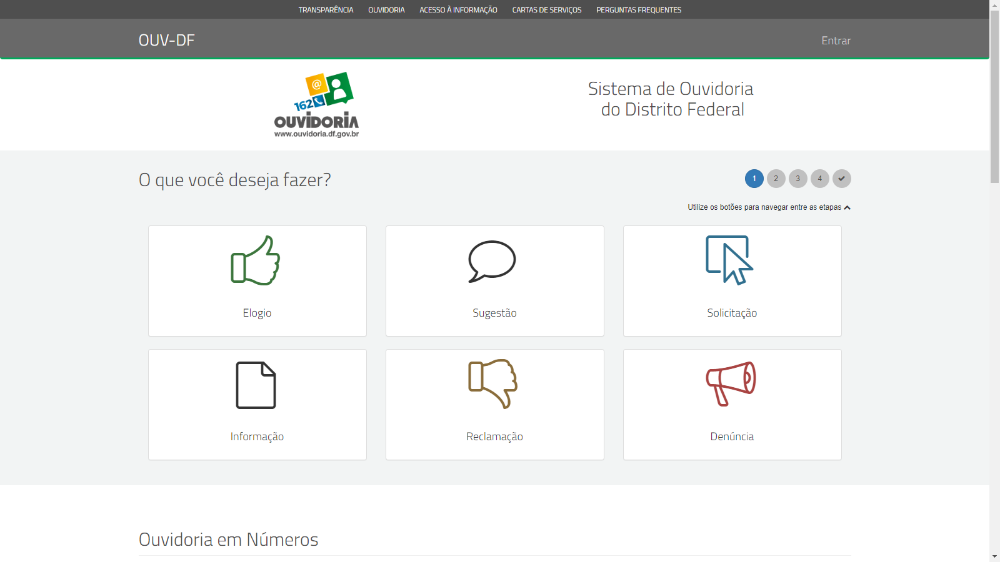 TRANSPARÊNCIA OUVIDORIA ACESSO À INFORMAÇÃO CARTAS DE SERVIÇOS PERGUNTAS FREQUENTES
OUV-DF Entrar
@
162
OUVIDORIA
www.ouvidoria.df.gov.br
Sistema de Ouvidoria
do Distrito Federal
O que você deseja fazer? 1 2 3 4
Utilize os botões para navegar entre as etapas
Elogio Sugestão Solicitação
Informação Reclamação Denúncia
Ouvidoria em Números